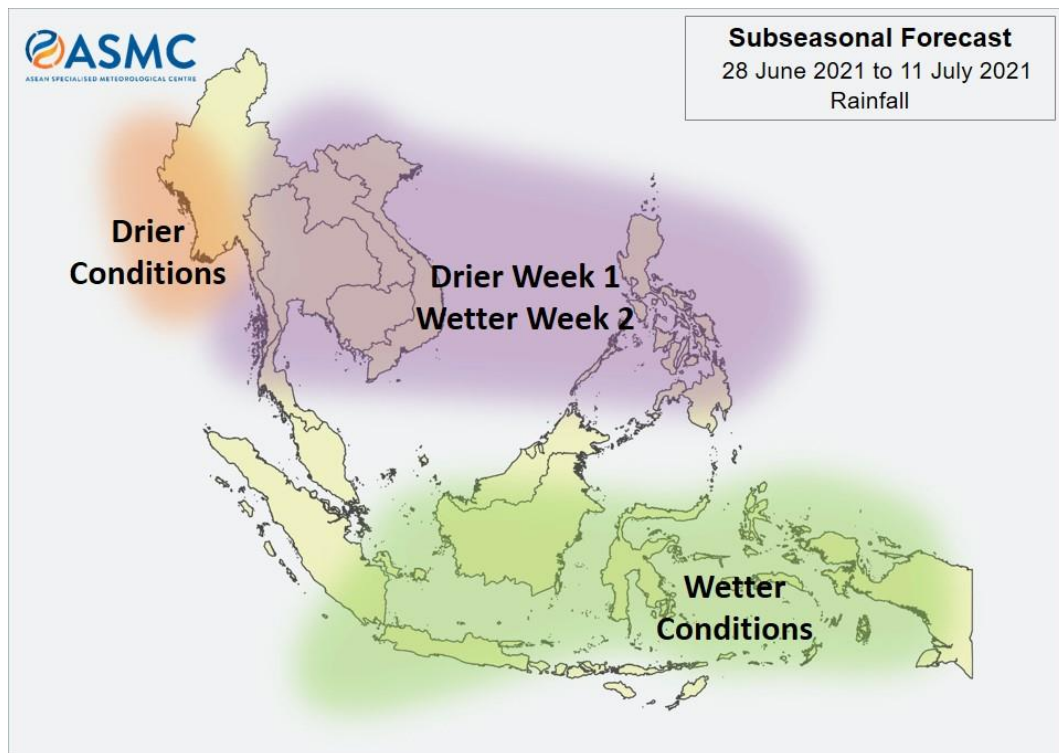 ASMC
ASEAN SPECIALISED METEOROLOGICAL CENTRE
Subseasonal Forecast
28 June 2021 to 11 July 2021
Rainfall
Drier
Conditions
Drier Week 1
Wetter Week 2
Wetter
Conditions